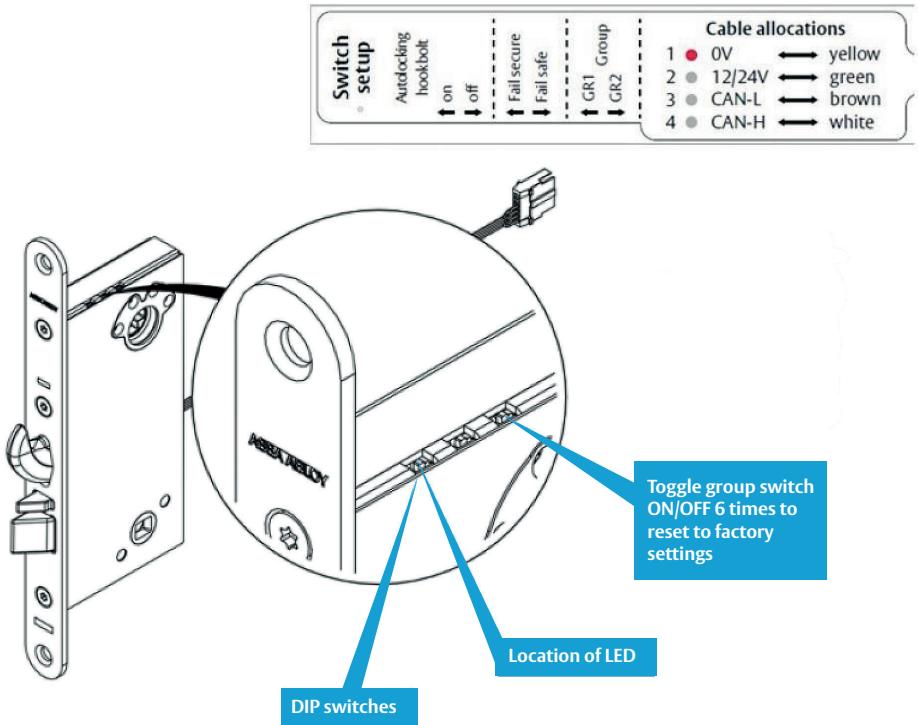 Switch
setup
Autolocking
hookbolt
on
off
Fail secure
Fail safe
Group
GR1
GR2
Cable allocations
1 0V yellow
2 12/24V green
3 CAN-L brown
4 CAN-H white
ASSA ABLOY
Toggle group switch
ON/OFF 6 times to
reset to factory
settings
Location of LED
DIP switches